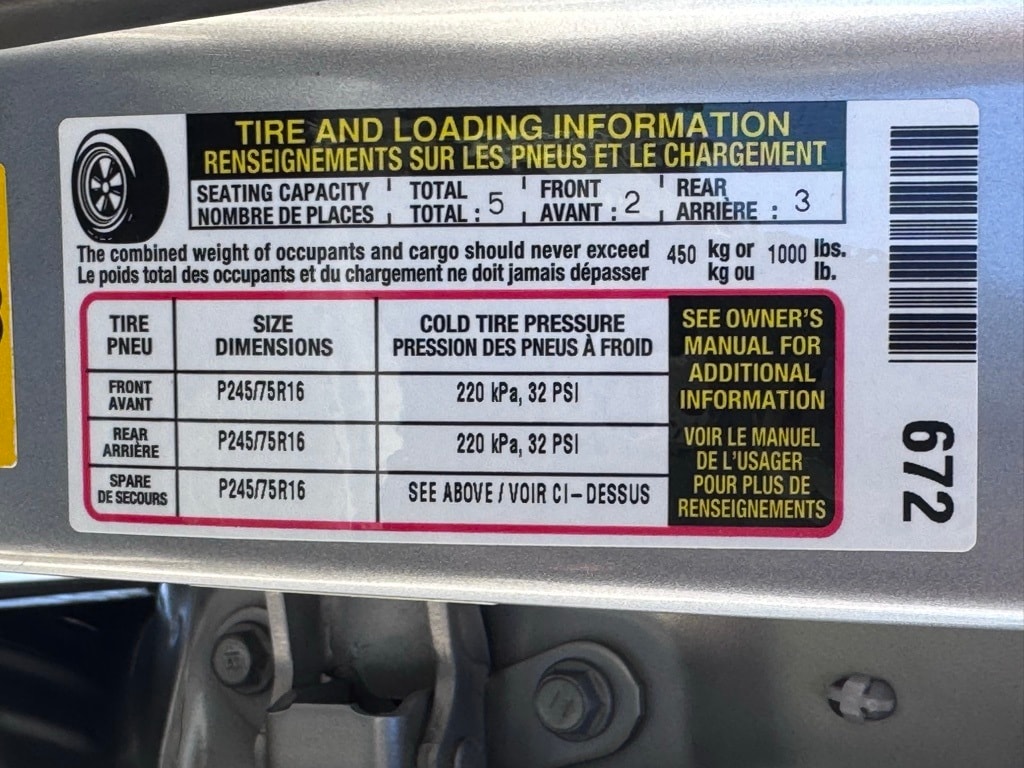 TIRE AND LOADING INFORMATION
RENSEIGNEMENTS SUR LES PNEUS ET LE CHARGEMENT
SEATING CAPACITY TOTAL FRONT REAR
NOMBRE DE PLACES TOTAL : 5 AVANT : 2 ARRIÈRE : 3
The combined weight of occupants and cargo should never exceed 450 kg or 1000 lbs.
Le poids total des occupants et du chargement ne doit jamais dépasser kg ou lb.
TIRE SIZE COLD TIRE PRESSURE
PNEU DIMENSIONS PRESSION DES PNEUS À FROID
FRONT
AVANT P245/75R16 220 kPa, 32 PSI
REAR
ARRIÈRE P245/75R16 220 kPa, 32 PSI
SPARE
DE SECOURS P245/75R16 SEE ABOVE / VOIR CI–DESSUS
SEE OWNER'S
MANUAL FOR
ADDITIONAL
INFORMATION
VOIR LE MANUEL
DE L'USAGER
POUR PLUS DE
RENSEIGNEMENTS
672